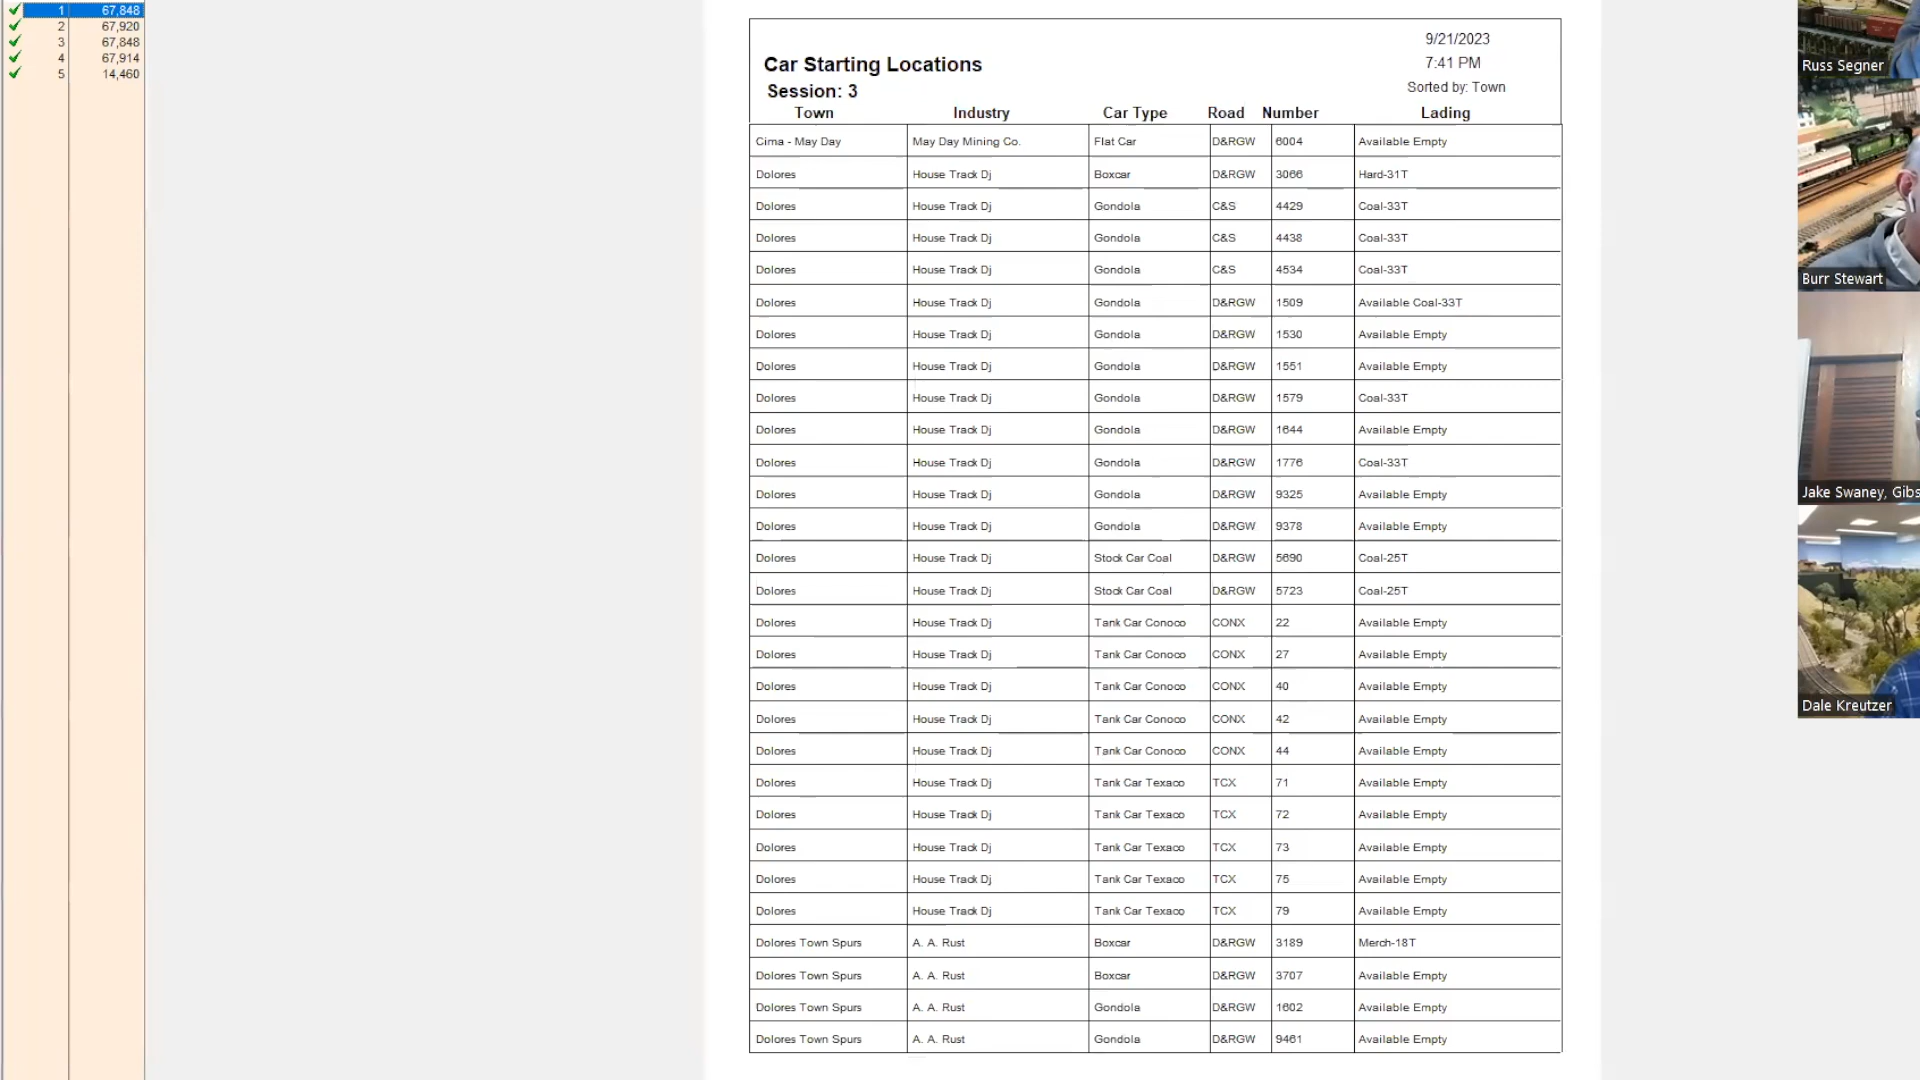 1 67,848
2 67,920
3 67,848
4 67,914
5 14,460
9/21/2023
Car Starting Locations 7:41 PM
Session: 3 Sorted by: Town
Town Industry Car Type Road Number Lading
Cima - May Day May Day Mining Co. Flat Car D&RGW 6004 Available Empty
Dolores House Track Dj Boxcar D&RGW 3066 Hard-31T
Dolores House Track Dj Gondola C&S 4429 Coal-33T
Dolores House Track Dj Gondola C&S 4438 Coal-33T
Dolores House Track Dj Gondola C&S 4534 Coal-33T
Dolores House Track Dj Gondola D&RGW 1509 Available Coal-33T
Dolores House Track Dj Gondola D&RGW 1530 Available Empty
Dolores House Track Dj Gondola D&RGW 1551 Available Empty
Dolores House Track Dj Gondola D&RGW 1579 Coal-33T
Dolores House Track Dj Gondola D&RGW 1644 Available Empty
Dolores House Track Dj Gondola D&RGW 1776 Coal-33T
Dolores House Track Dj Gondola D&RGW 9325 Available Empty
Dolores House Track Dj Gondola D&RGW 9378 Available Empty
Dolores House Track Dj Stock Car Coal D&RGW 5690 Coal-25T
Dolores House Track Dj Stock Car Coal D&RGW 5723 Coal-25T
Dolores House Track Dj Tank Car Conoco CONX 22 Available Empty
Dolores House Track Dj Tank Car Conoco CONX 27 Available Empty
Dolores House Track Dj Tank Car Conoco CONX 40 Available Empty
Dolores House Track Dj Tank Car Conoco CONX 42 Available Empty
Dolores House Track Dj Tank Car Conoco CONX 44 Available Empty
Dolores House Track Dj Tank Car Texaco TCX 71 Available Empty
Dolores House Track Dj Tank Car Texaco TCX 72 Available Empty
Dolores House Track Dj Tank Car Texaco TCX 73 Available Empty
Dolores House Track Dj Tank Car Texaco TCX 75 Available Empty
Dolores House Track Dj Tank Car Texaco TCX 79 Available Empty
Dolores Town Spurs A. A. Rust Boxcar D&RGW 3189 Merch-18T
Dolores Town Spurs A. A. Rust Boxcar D&RGW 3707 Available Empty
Dolores Town Spurs A. A. Rust Gondola D&RGW 1602 Available Empty
Dolores Town Spurs A. A. Rust Gondola D&RGW 9461 Available Empty
Russ Segner
Burr Stewart
Jake Swaney, Gibs
Dale Kreutzer